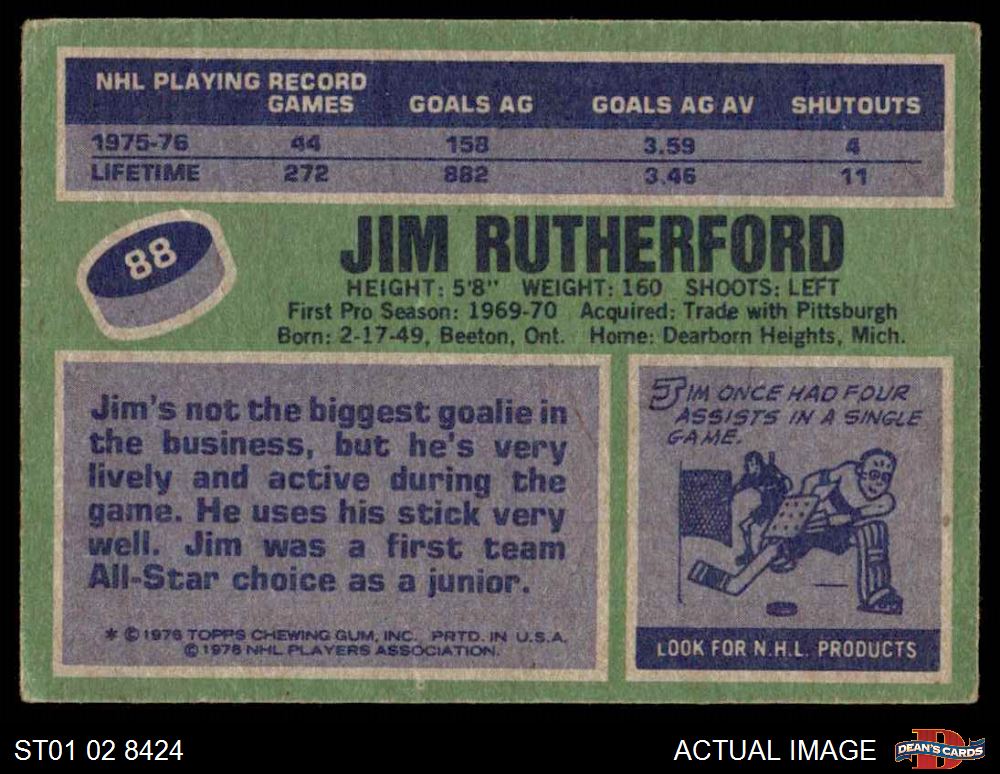 NHL PLAYING RECORD
GAMES GOALS AG GOALS AG AV SHUTOUTS
1975-76 44 158 3.59 4
LIFETIME 272 882 3.46 11
88
JIM RUTHERFORD
HEIGHT: 5'8" WEIGHT: 160 SHOOTS: LEFT
First Pro Season: 1969-70 Acquired: Trade with Pittsburgh
Born: 2-17-49, Beeton, Ont. Home: Dearborn Heights, Mich.
Jim's not the biggest goalie in
the business, but he's very
lively and active during the
game. He uses his stick very
well. Jim was a first team
All-Star choice as a junior.
* © 1976 TOPPS CHEWING GUM, INC. PRTD. IN U.S.A.
© 1976 NHL PLAYERS ASSOCIATION.
JIM ONCE HAD FOUR
ASSISTS IN A SINGLE
GAME.
LOOK FOR N.H.L. PRODUCTS
ST01 02 8424
ACTUAL IMAGE
D
DEAN'S CARDS